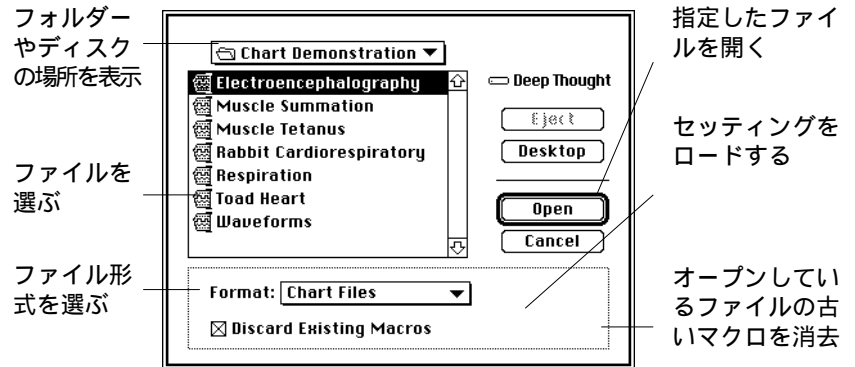 フォルダー
やディスク
の場所を表示
ファイルを
選ぶ
ファイル形
式を選ぶ
Chart Demonstration
Electroencephalography
Muscle Summation
Muscle Tetanus
Rabbit Cardiorespiratory
Respiration
Toad Heart
Waveforms
Deep Thought
Eject
Desktop
Open
Cancel
Format: Chart Files
Discard Existing Macros
指定したファイ
ルを開く
セッティングを
ロードする
オープンしてい
るファイルの古
いマクロを消去